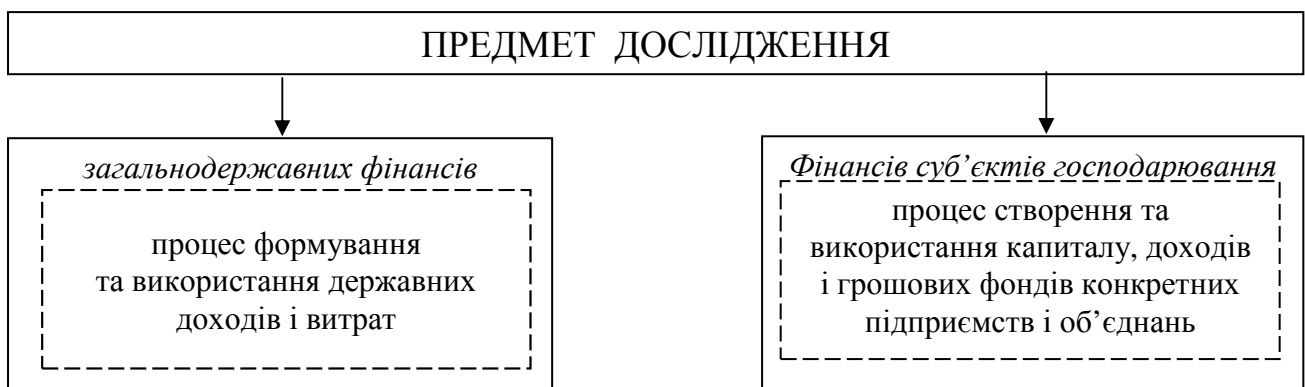 ПРЕДМЕТ ДОСЛІДЖЕННЯ
загальнодержавних фінансів
процес формування
та використання державних
доходів і витрат
Фінансів суб’єктів господарювання
процес створення та
використання капиталу, доходів
і грошових фондів конкретних
підприємств і об’єднань